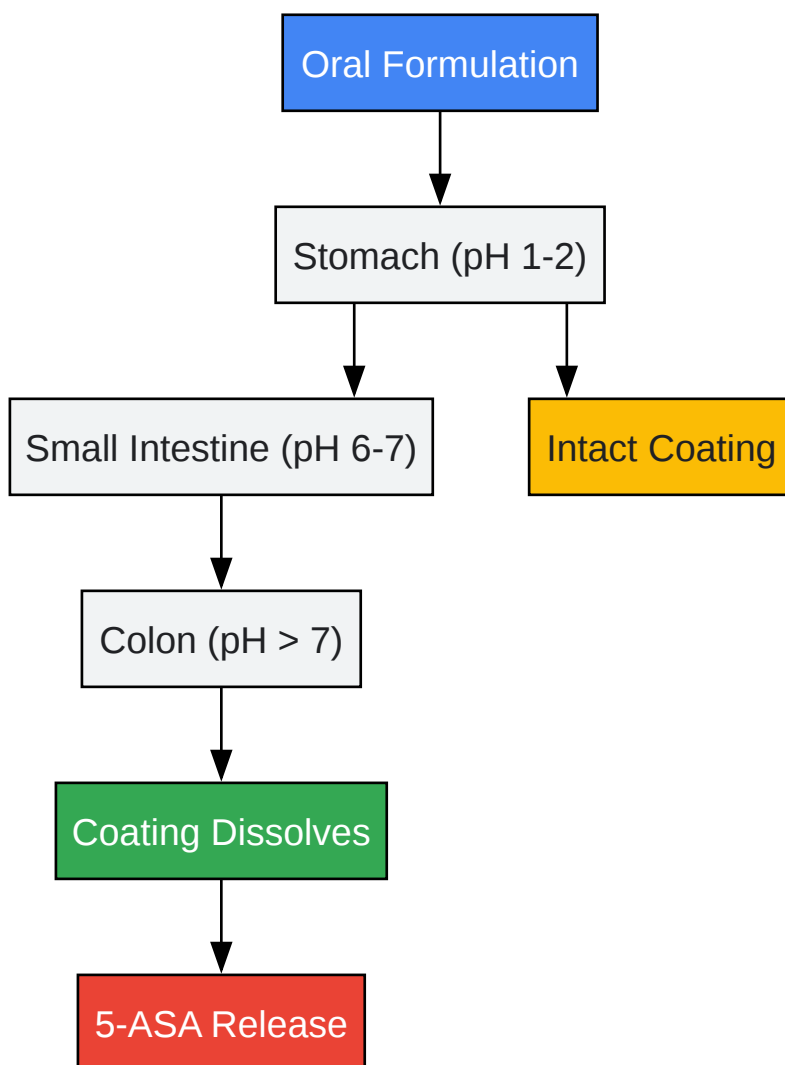 Oral Formulation
Stomach (pH 1-2)
Small Intestine (pH 6-7)
Intact Coating
Colon (pH > 7)
Coating Dissolves
5-ASA Release